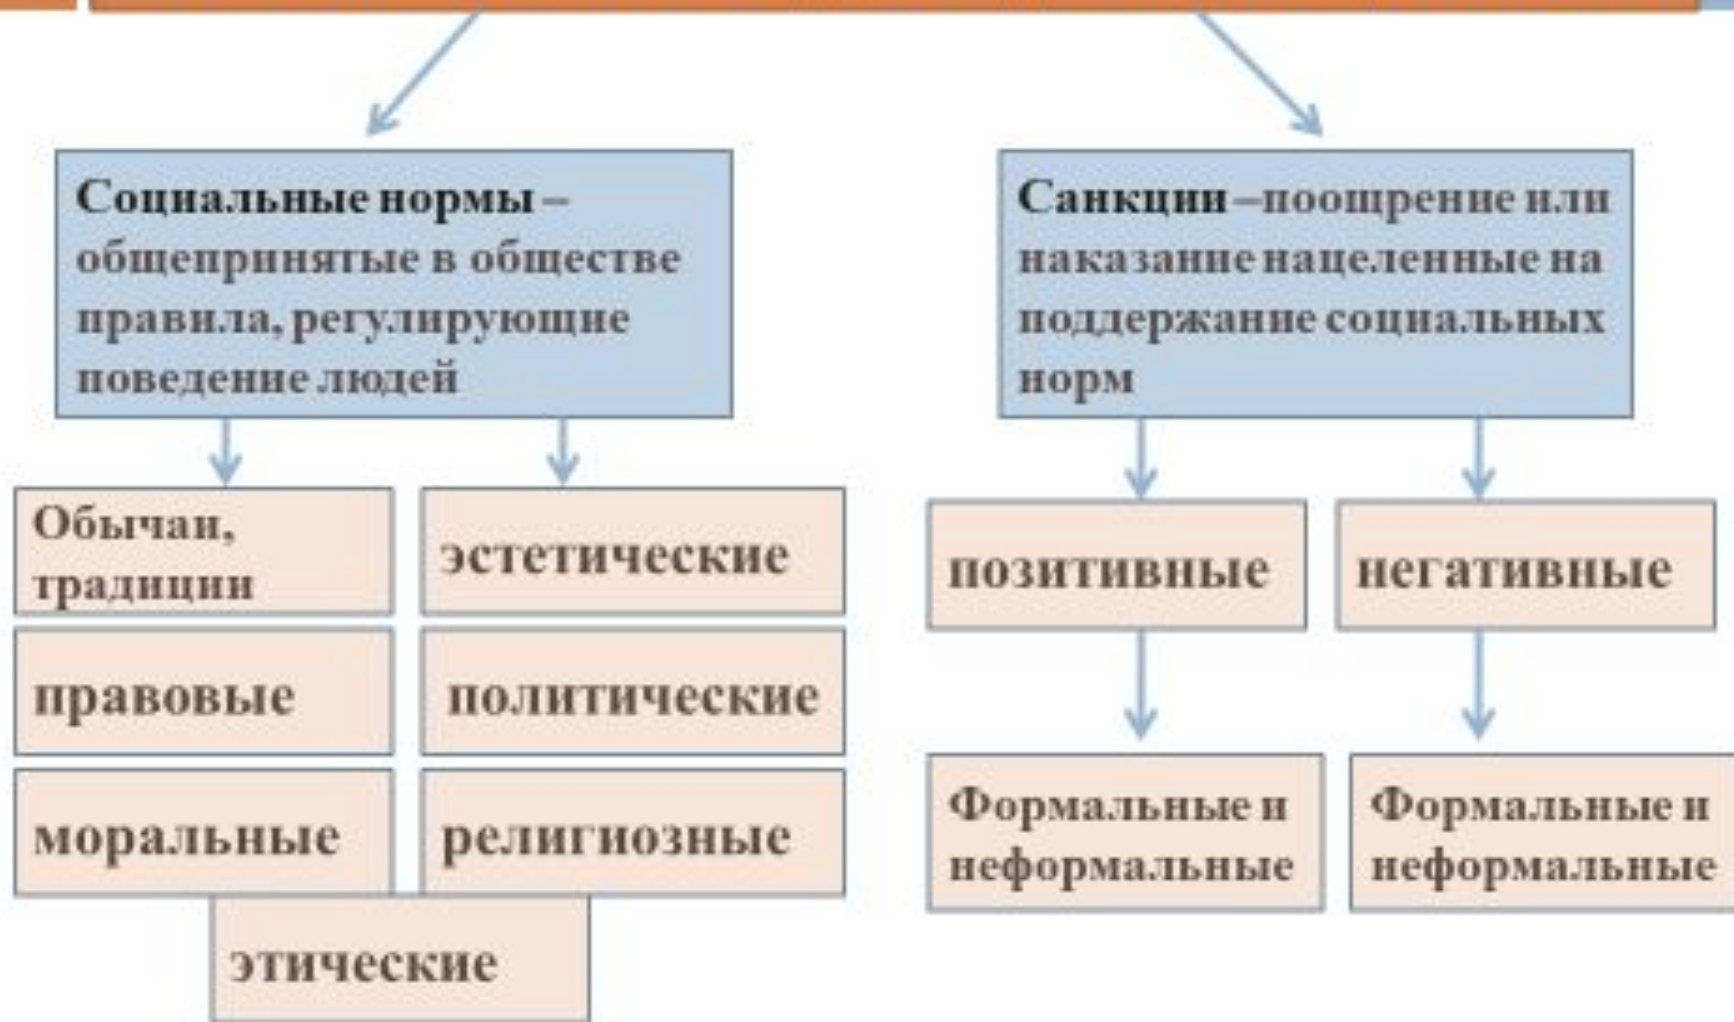 Социальные нормы –
общепринятые в обществе
правила, регулирующие
поведение людей
Санкции –поощрение или
наказание нацеленные на
поддержание социальных
норм
Обычаи,
традиции
эстетические
позитивные
негативные
правовые
политические
моральные
религиозные
Формальные и
неформальные
Формальные и
неформальные
этические